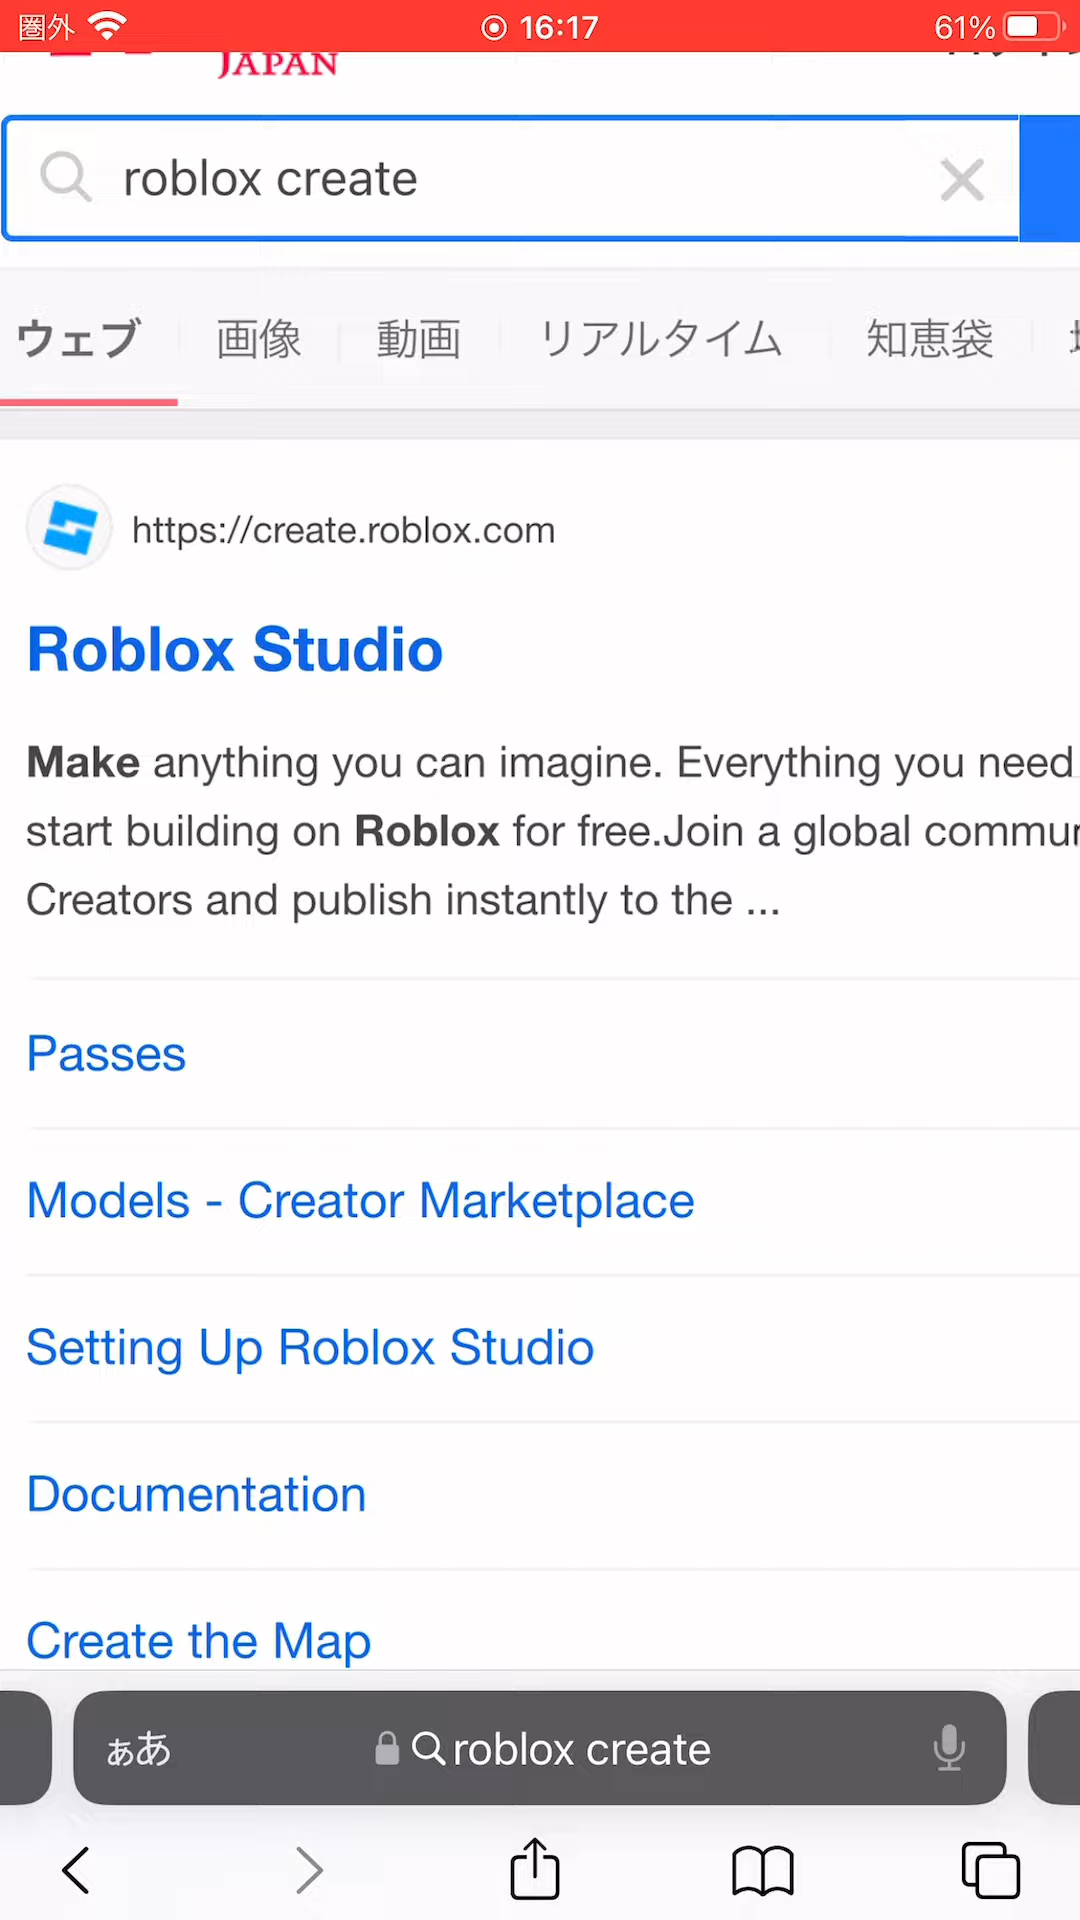 圏外 16:17 61%
JAPAN
roblox create
ウェブ 画像 動画 リアルタイム 知恵袋
https://create.roblox.com
Roblox Studio
Make anything you can imagine. Everything you need
start building on Roblox for free.Join a global commun
Creators and publish instantly to the ...
Passes
Models - Creator Marketplace
Setting Up Roblox Studio
Documentation
Create the Map
ぁあ roblox create